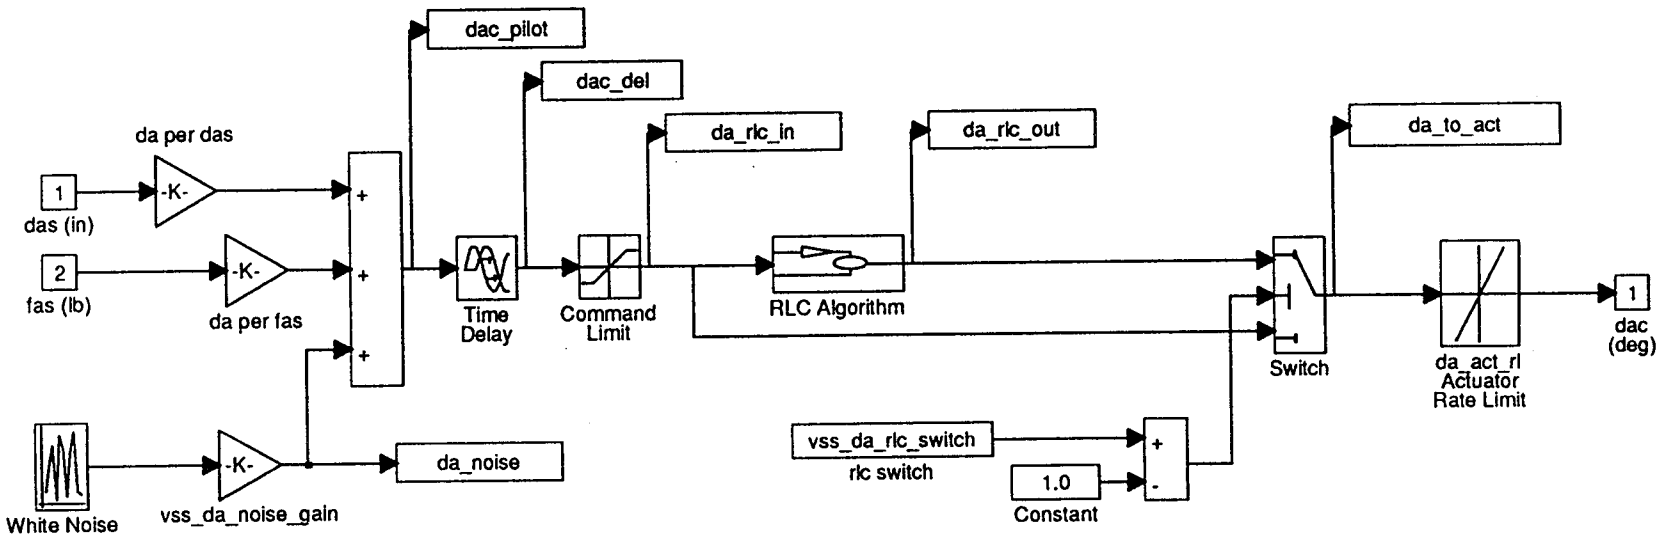 dac_pilot
dac_del
da_rlc_in
da_rlc_out
da_to_act
da per das
1
-K-
+
das (in)
2
-K-
+
fas (lb)
da per fas
+
Time
Delay
Command
Limit
RLC Algorithm
Switch
da_act_rl
Actuator
Rate Limit
1
dac
(deg)
White Noise
-K-
vss_da_noise_gain
da_noise
vss_da_rlc_switch
rlc switch
+
1.0
-
Constant